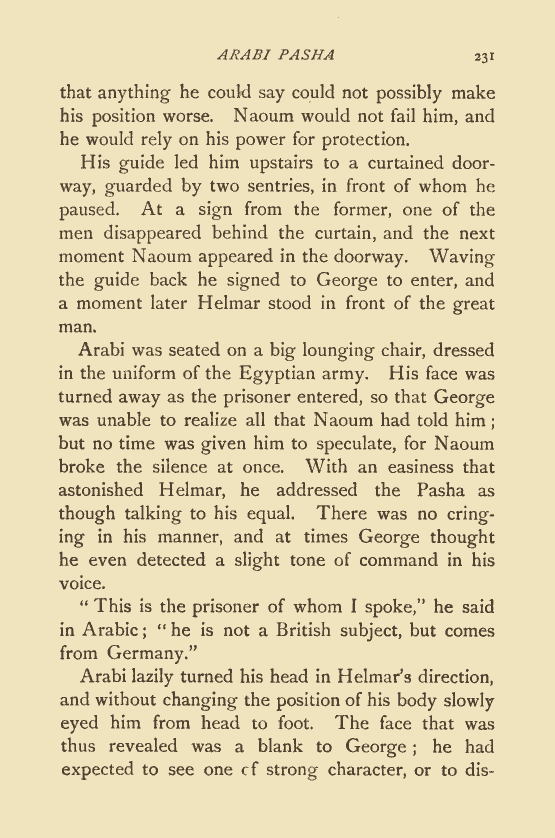 ARABI PASHA 231
that anything he could say could not possibly make
his position worse. Naoum would not fail him, and
he would rely on his power for protection.
His guide led him upstairs to a curtained door-
way, guarded by two sentries, in front of whom he
paused. At a sign from the former, one of the
men disappeared behind the curtain, and the next
moment Naoum appeared in the doorway. Waving
the guide back he signed to George to enter, and
a moment later Helmar stood in front of the great
man.
Arabi was seated on a big lounging chair, dressed
in the uniform of the Egyptian army. His face was
turned away as the prisoner entered, so that George
was unable to realize all that Naoum had told him ;
but no time was given him to speculate, for Naoum
broke the silence at once. With an easiness that
astonished Helmar, he addressed the Pasha as
though talking to his equal. There was no cring-
ing in his manner, and at times George thought
he even detected a slight tone of command in his
voice.
“ This is the prisoner of whom I spoke,” he said
in Arabic ; “ he is not a British subject, but comes
from Germany.”
Arabi lazily turned his head in Helmar's direction,
and without changing the position of his body slowly
eyed him from head to foot. The face that was
thus revealed was a blank to George ; he had
expected to see one of strong character, or to dis-